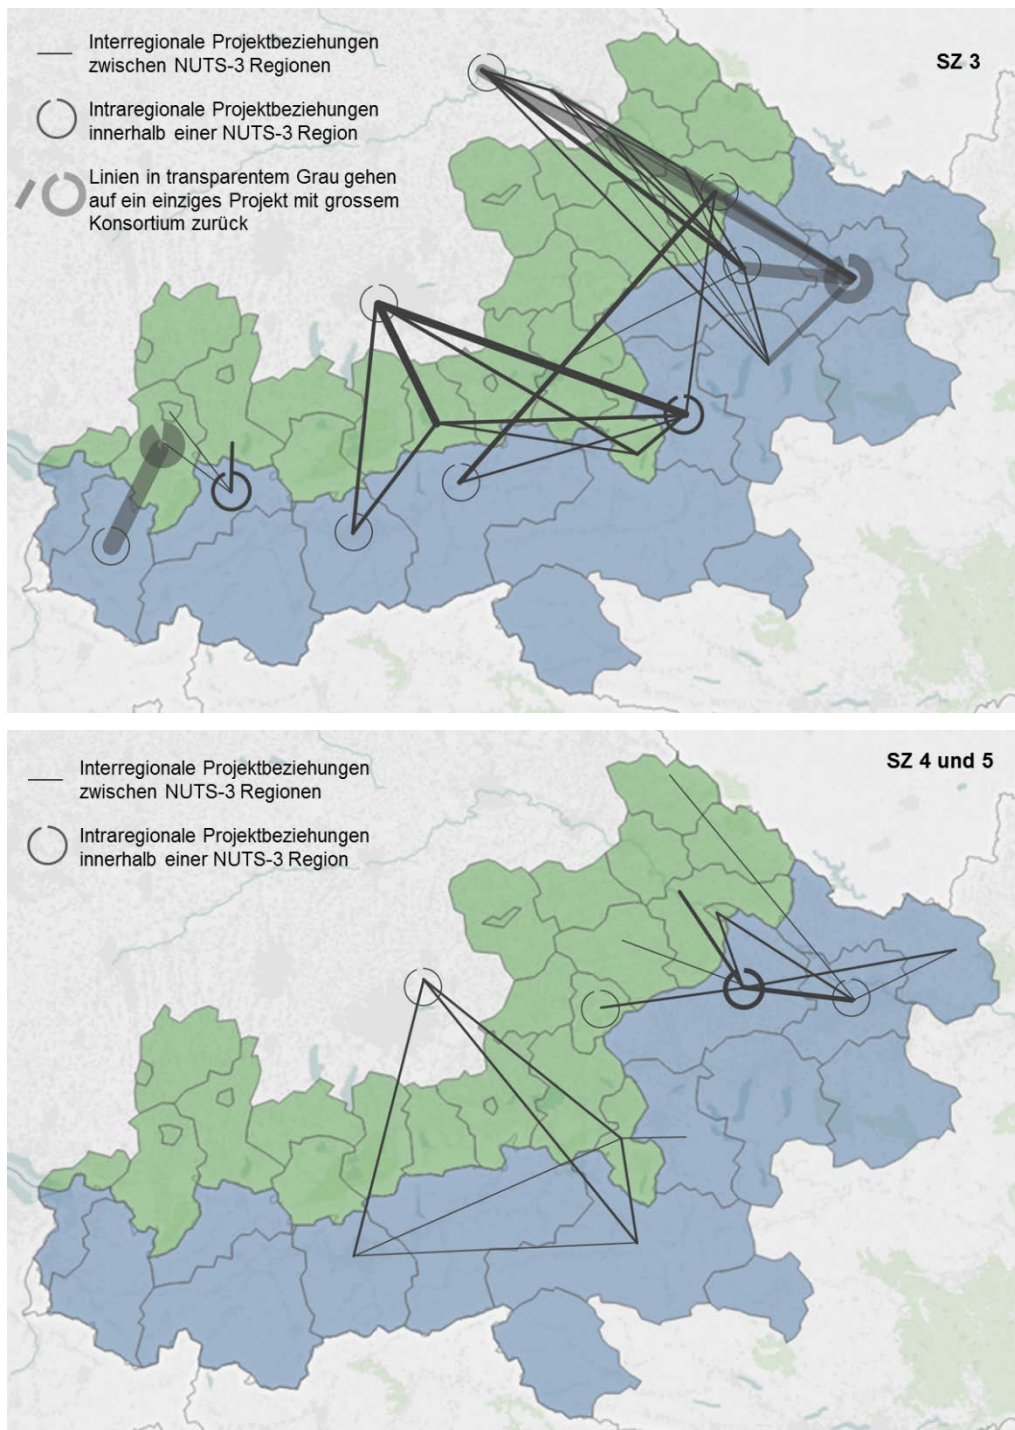 Interregionale Projektbeziehungen
zwischen NUTS-3 Regionen
SZ 3
Intraregionale Projektbeziehungen
innerhalb einer NUTS-3 Region
Linien in transparentem Grau gehen
auf ein einziges Projekt mit grossem
Konsortium zurück
SZ 4 und 5
Interregionale Projektbeziehungen
zwischen NUTS-3 Regionen
Intraregionale Projektbeziehungen
innerhalb einer NUTS-3 Region